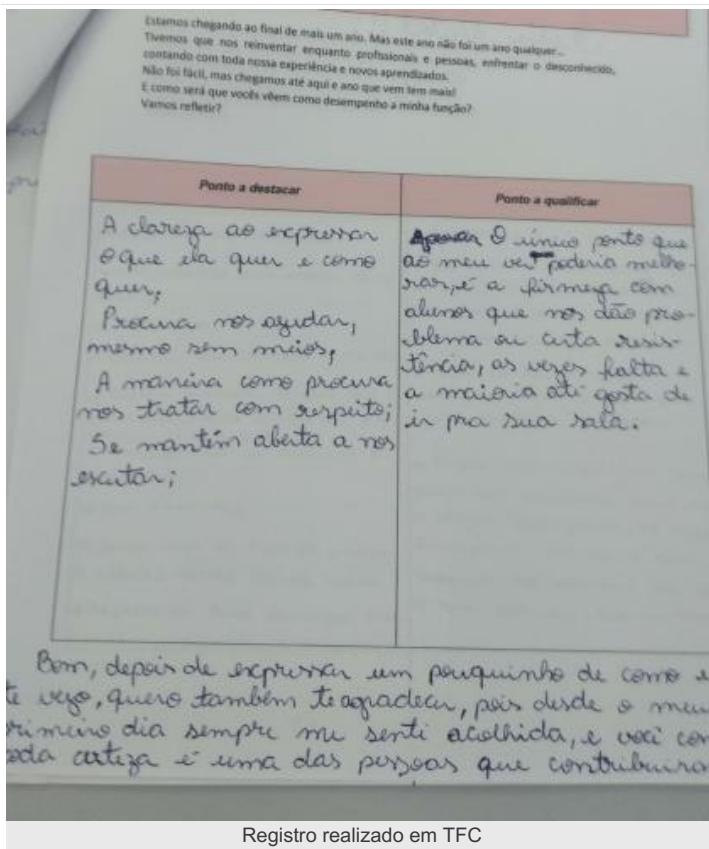 Estamos chegando ao final de mais um ano. Mas este ano não foi um ano qualquer...
Tivemos que nos reinventar enquanto profissionais e pessoas, enfrentar o desconhecido,
contando com toda nossa experiência e novos aprendizados.
Não foi fácil, mas chegamos até aqui e ano que vem tem mais!
E como será que vocês vêem como desempenho a minha função?
Vamos refletir?
Ponto a destacar
A clareza ao expressar
o que ela quer e como
quer;
Procura nos ajudar,
mesmo sem meios;
A maneira como procura
nos tratar com respeito;
Se mantém aberta a nos
escutar;
Ponto a qualificar
O único ponto que
ao meu ver poderia melho-
rar, é a firmeza com
alunos que nos dão pro-
blema ou certa resis-
tência, as vezes falta e
a maioria até gosta de
ir pra sua sala.
Bom, depois de expressar um pouquinho de como
te vejo, quero também te agradecer, pois desde o meu
primeiro dia sempre me senti acolhida, e você com
toda certeza é uma das pessoas que contribuíra
Registro realizado em TFC